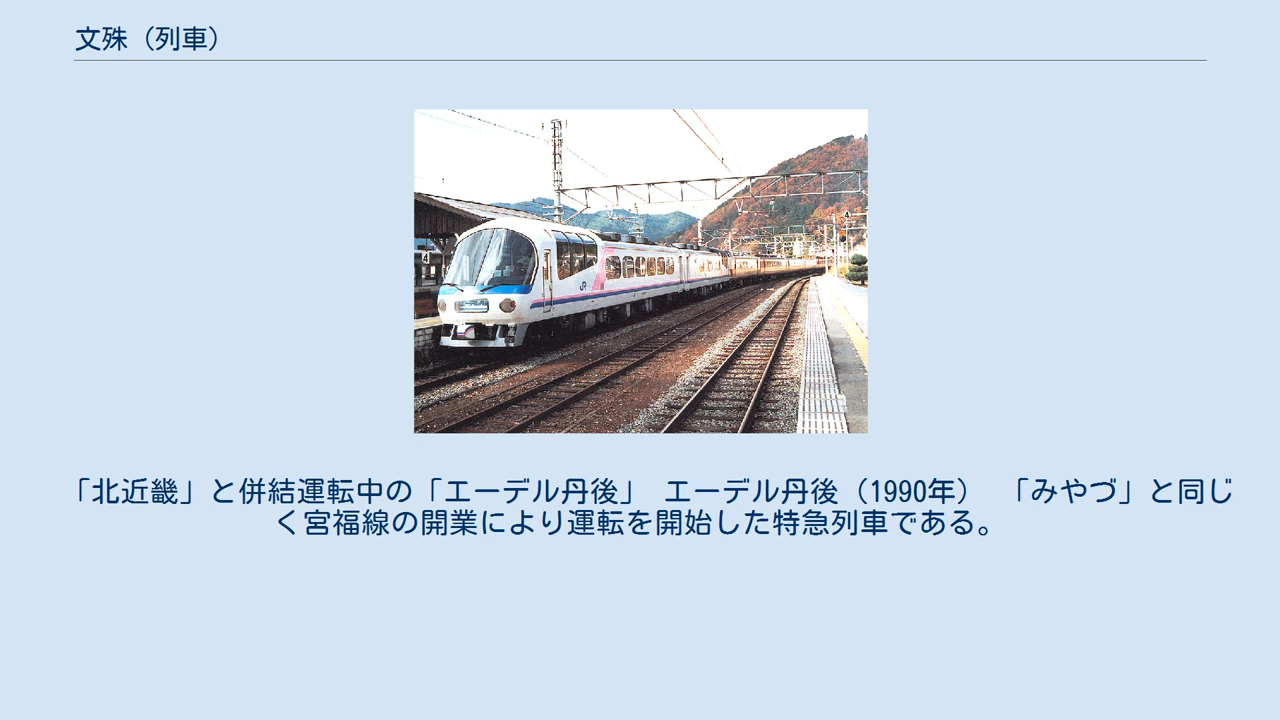 文殊（列車）
4
JR
「北近畿」と併結運転中の「エーデル丹後」 エーデル丹後（1990年） 「みやづ」と同じ
く宮福線の開業により運転を開始した特急列車である。